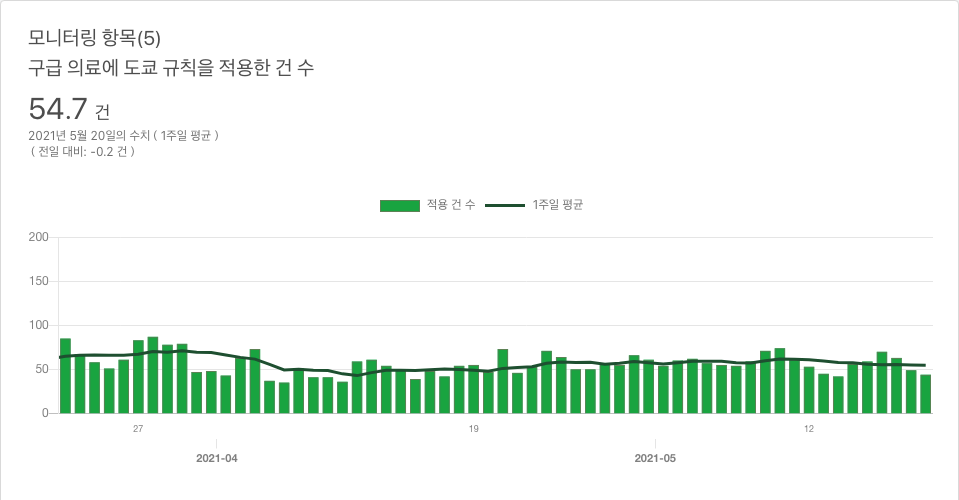 모니터링 항목(5)
구급 의료에 도쿄 규칙을 적용한 건 수
54.7 건
2021년 5월 20일의 수치 ( 1주일 평균 )
( 전일 대비: -0.2 건 )
적용 건 수 1주일 평균
200
150
100
50
0
27 19 12
2021-04 2021-05